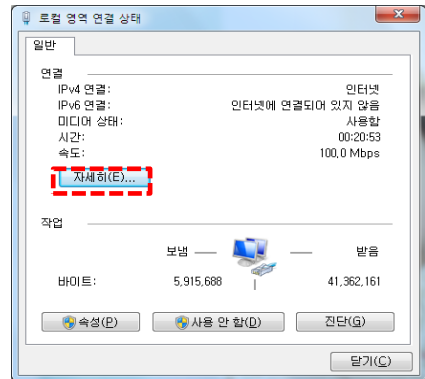 로컬 영역 연결 상태
일반
연결
IPv4 연결: 인터넷
IPv6 연결: 인터넷에 연결되어 있지 않음
미디어 상태: 사용함
시간: 00:20:53
속도: 100,0 Mbps
자세히(E)...
작업
보냄 — — 받음
바이트: 5,915,688 41,362,161
속성(P) 사용 안 함(D) 진단(G)
닫기(C)